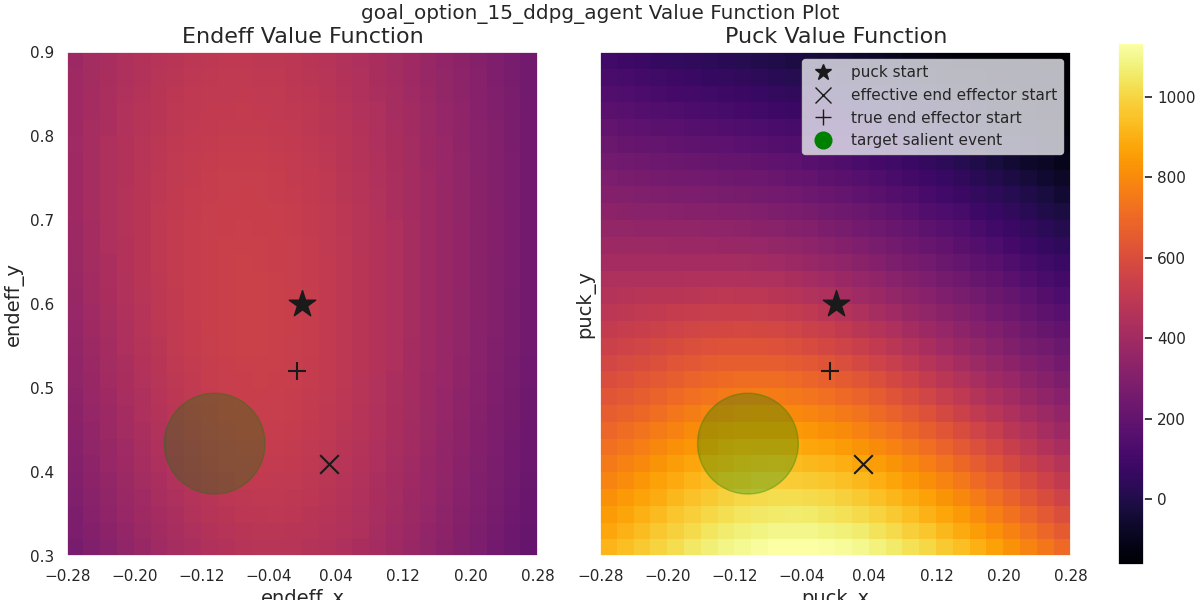 goal_option_15_ddpg_agent Value Function Plot
Endeff Value Function
Puck Value Function
0.9
0.8
0.7
0.6
0.5
0.4
0.3
endeff_y
−0.28 −0.20 −0.12 −0.04 0.04 0.12 0.20 0.28
endeff_x
puck start
effective end effector start
true end effector start
target salient event
puck_y
−0.28 −0.20 −0.12 −0.04 0.04 0.12 0.20 0.28
puck_x
1000
800
600
400
200
0